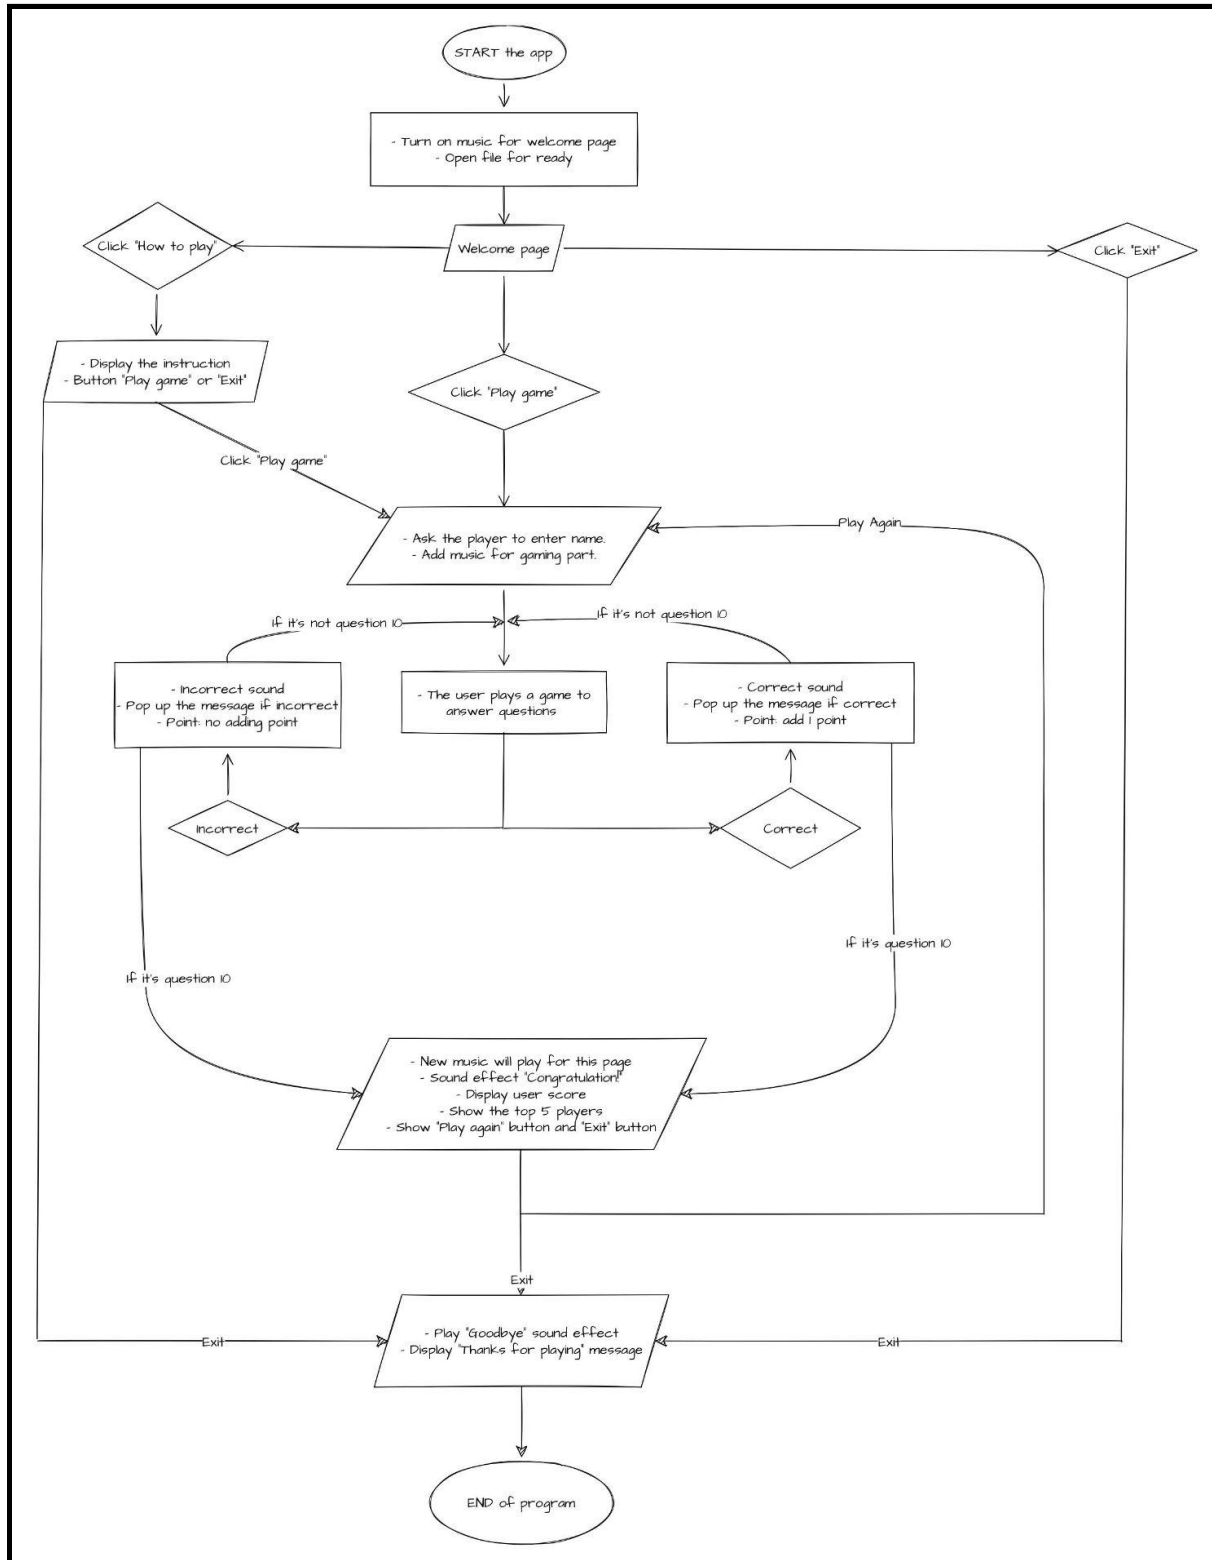 START the app
- Turn on music for welcome page
- Open file for ready
Click "How to play"
Welcome page
Click "Exit"
- Display the instruction
- Button "Play game" or "Exit"
Click "Play game"
Click "Play game"
Play Again
- Ask the player to enter name.
- Add music for gaming part.
If it's not question 10
If it's not question 10
- Incorrect sound
- Pop up the message if incorrect
- Point: no adding point
- The user plays a game to
answer questions
- Correct sound
- Pop up the message if correct
- Point: add 1 point
Incorrect
Correct
If it's question 10
If it's question 10
- New music will play for this page
- Sound effect "Congratulation!"
- Display user score
- Show the top 5 players
- Show "Play again" button and "Exit" button
Exit
Exit
- Play "Goodbye" sound effect
- Display "Thanks for playing" message
Exit
END of program